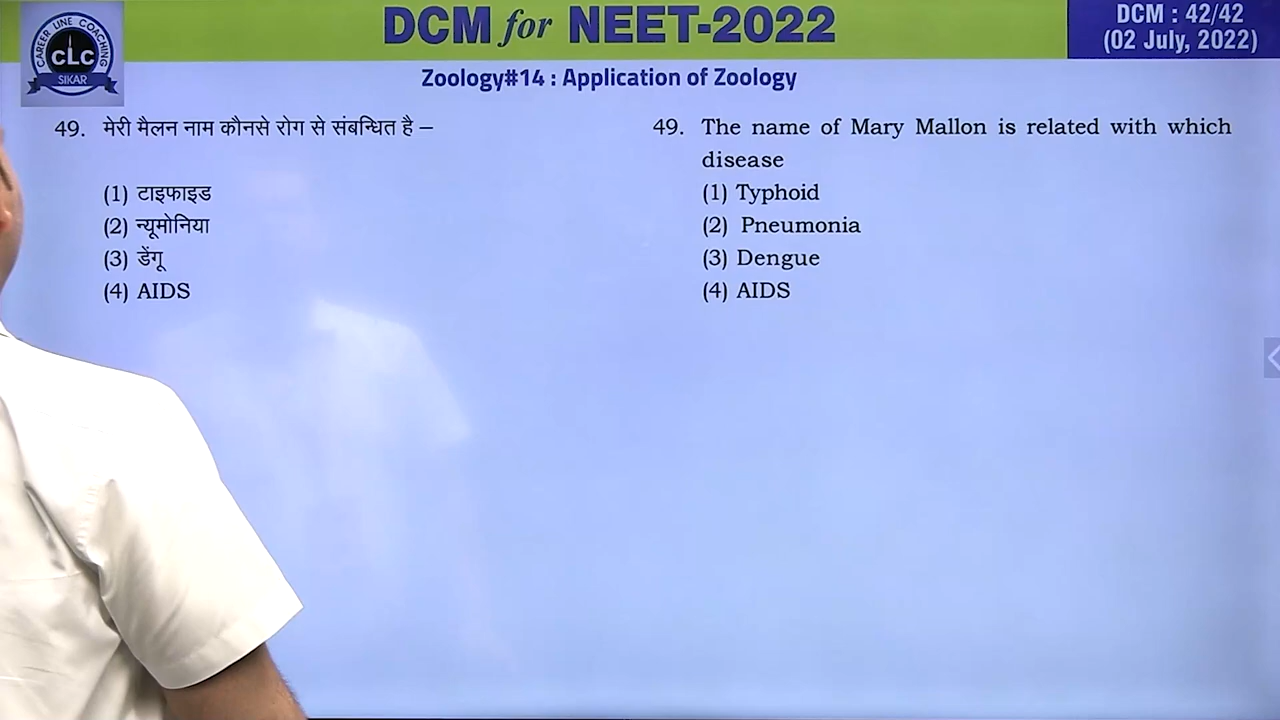 CAREER LINE COACHING
CLC
SIKAR
DCM for NEET-2022
DCM : 42/42
(02 July, 2022)
Zoology#14 : Application of Zoology
49. मेरी मैलन नाम कौनसे रोग से संबन्धित है –
(1) टाइफाइड
(2) न्यूमोनिया
(3) डेंगू
(4) AIDS
49. The name of Mary Mallon is related with which
disease
(1) Typhoid
(2) Pneumonia
(3) Dengue
(4) AIDS